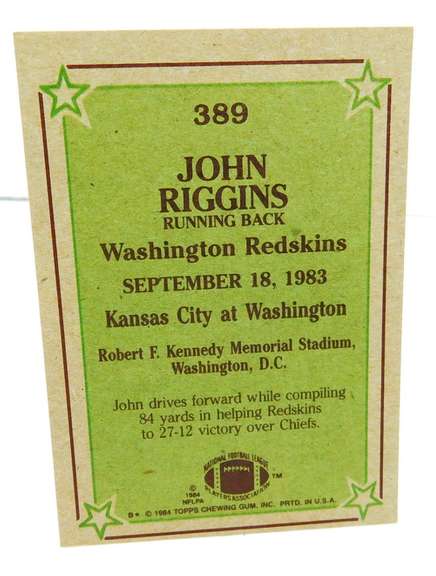 389
JOHN
RIGGINS
RUNNING BACK
Washington Redskins
SEPTEMBER 18, 1983
Kansas City at Washington
Robert F. Kennedy Memorial Stadium,
Washington, D.C.
John drives forward while compiling
84 yards in helping Redskins
to 27-12 victory over Chiefs.
NATIONAL FOOTBALL LEAGUE
PLAYERS ASSOCIATION
TM
©
1984
NFLPA
B* © 1984 TOPPS CHEWING GUM, INC. PRTD. IN U.S.A.